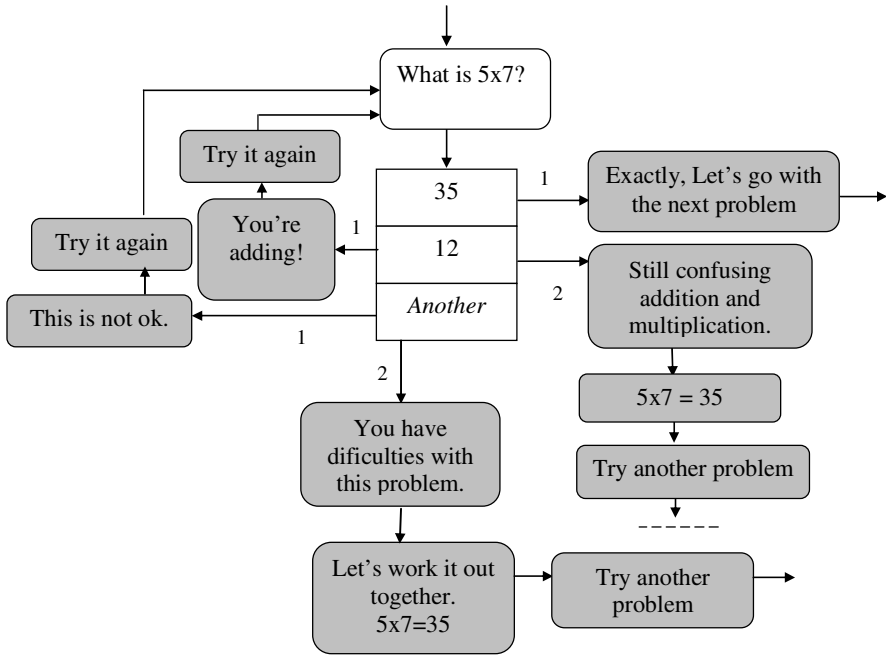 What is 5x7?
Try it again
35
1
Exactly, Let's go with
the next problem
You're
adding!
1
Try it again
12
2
Still confusing
addition and
multiplication.
This is not ok.
1
Another
2
5x7 = 35
You have
dificulties with
this problem.
Try another problem
Let's work it out
together.
5x7=35
Try another
problem